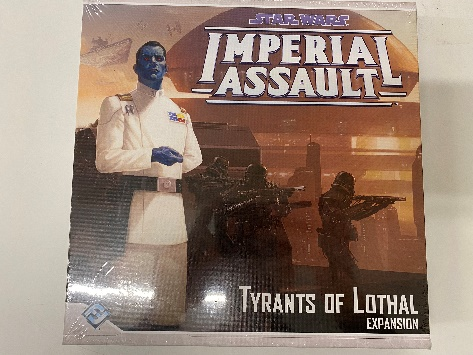 STAR WARS
IMPERIAL
ASSAULT
TYRANTS OF LOTHAL
EXPANSION